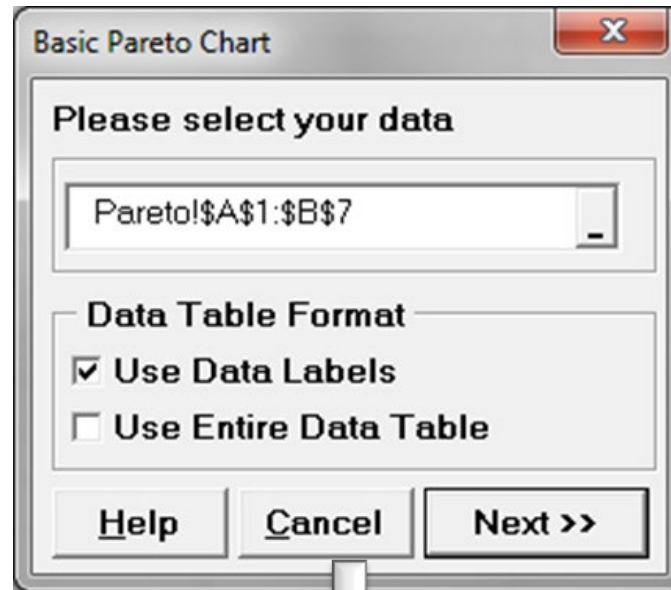 Basic Pareto Chart
Please select your data
Pareto!$A$1:$B$7
Data Table Format
Use Data Labels
Use Entire Data Table
Help Cancel Next >>